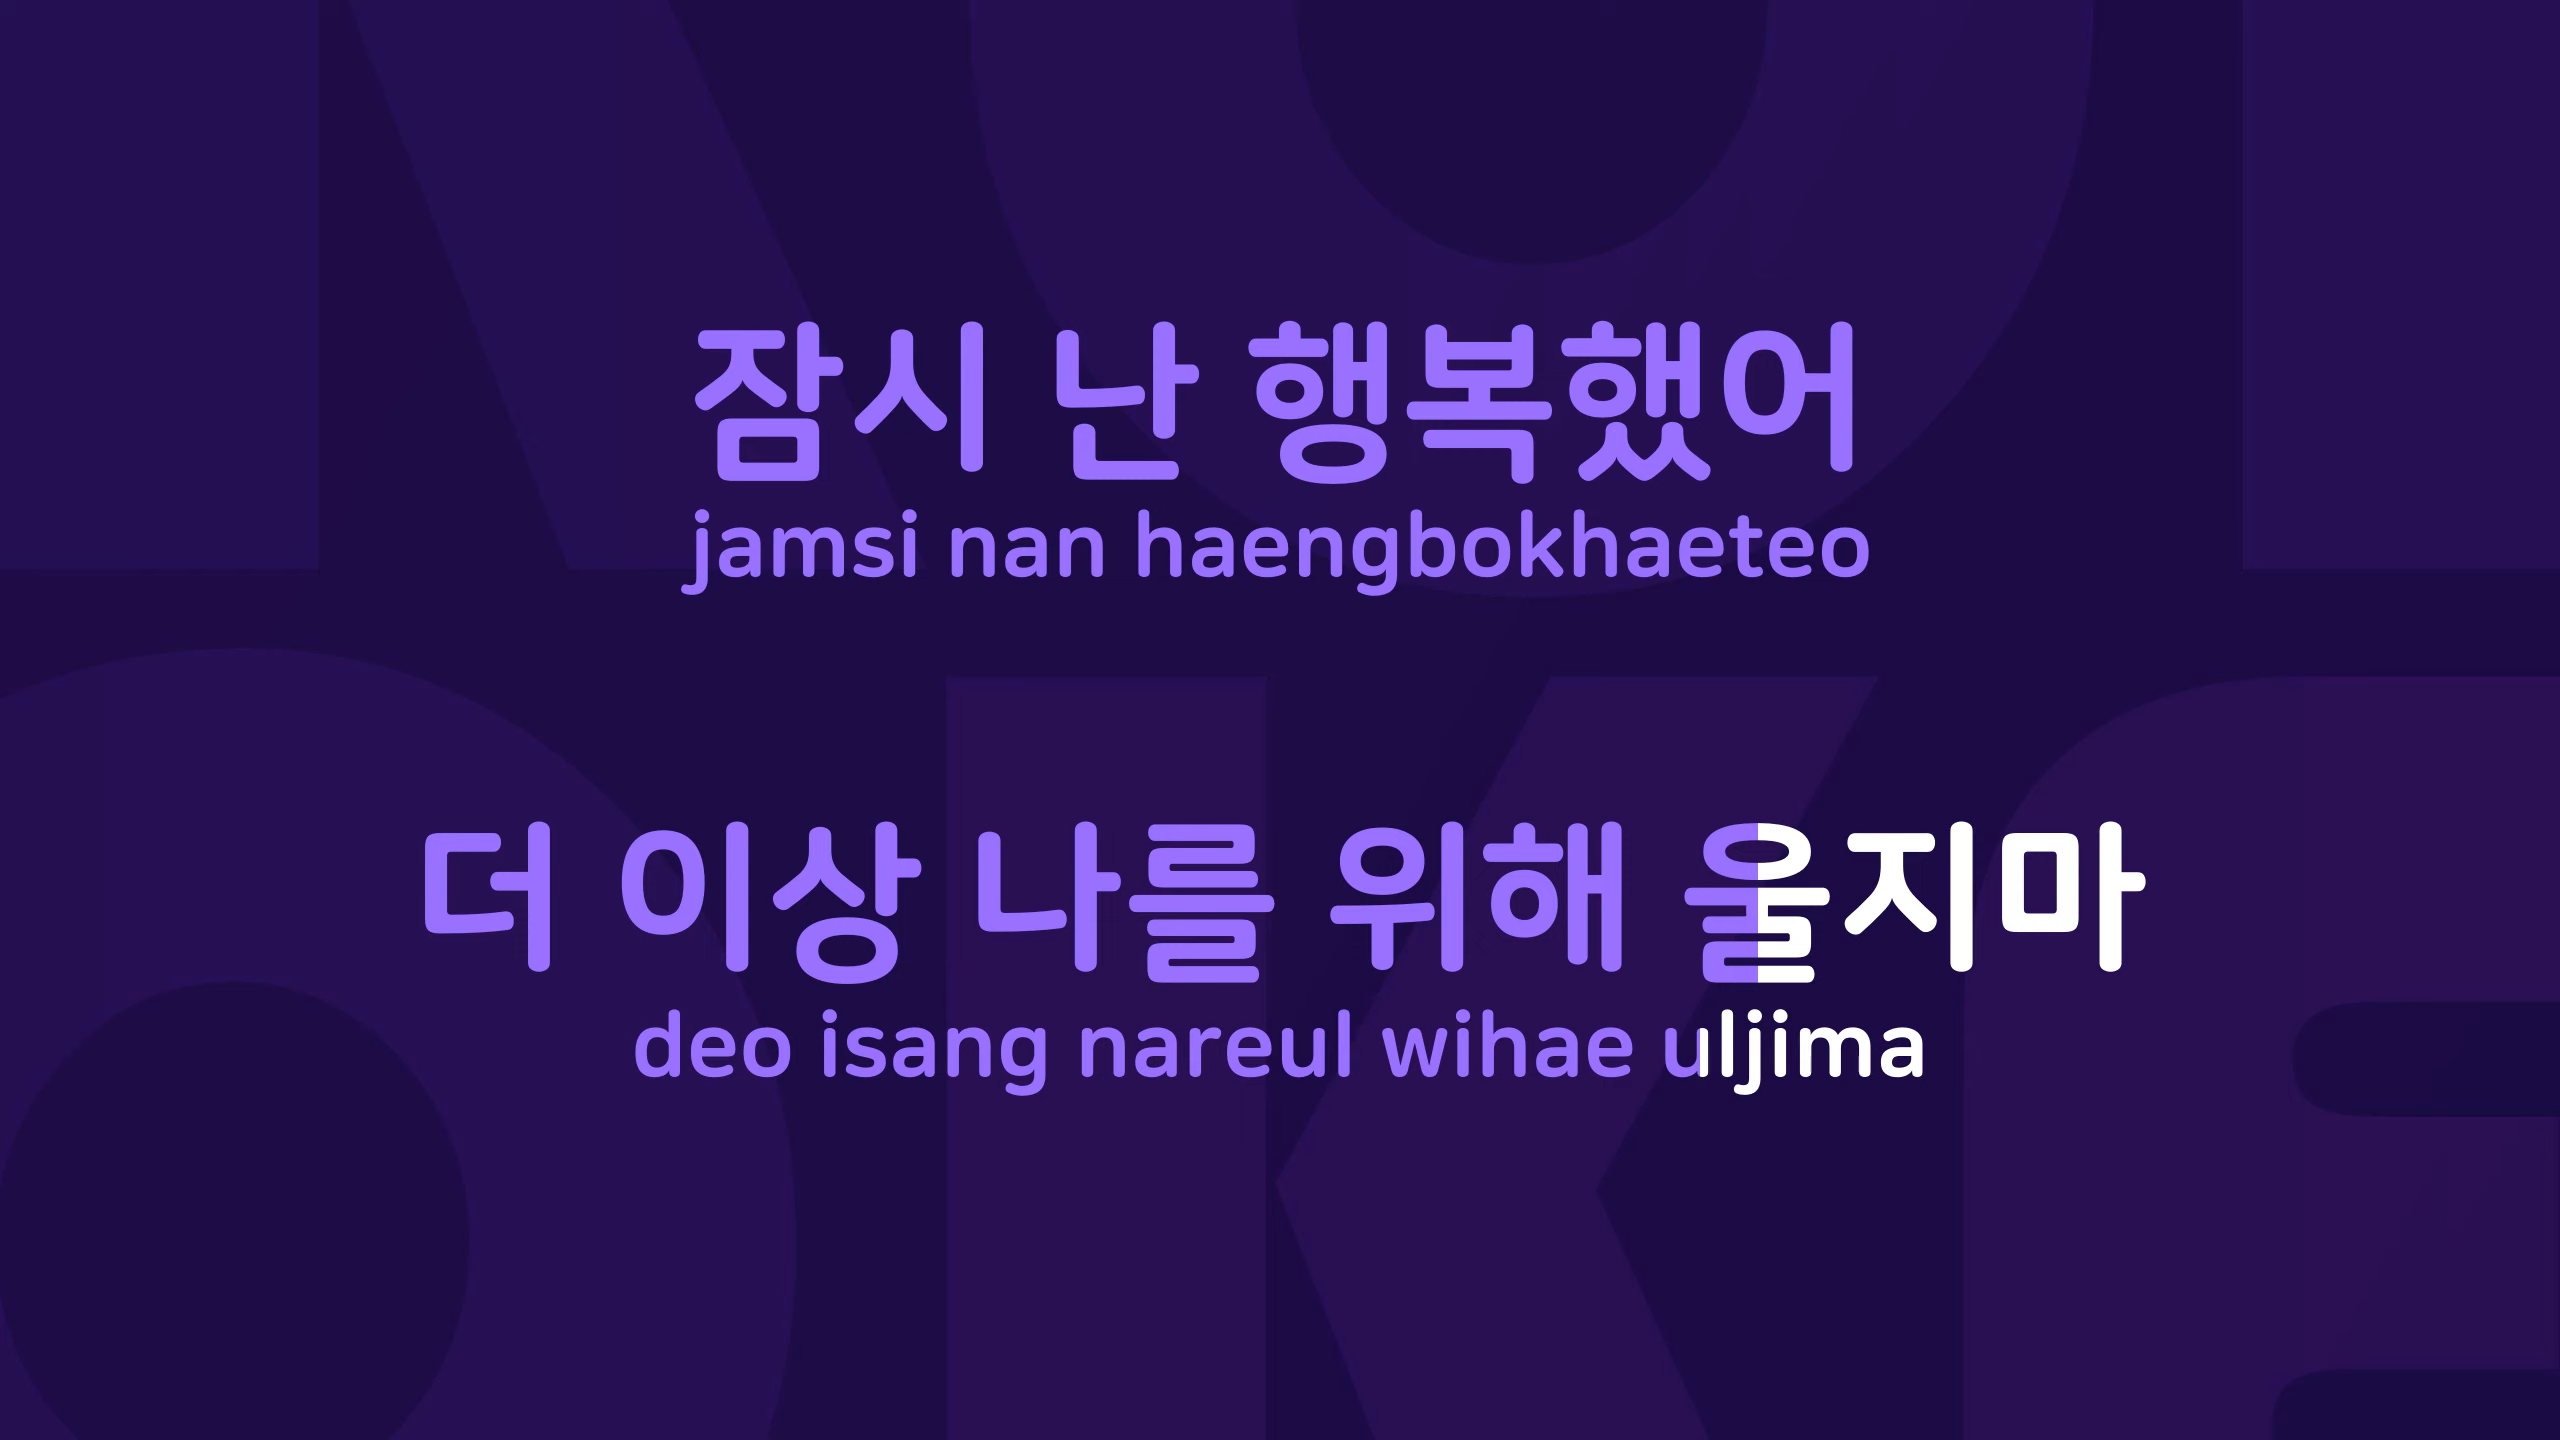 잠시 난 행복했어
jamsi nan haengbokhaeteo
더 이상 나를 위해 울지마
deo isang nareul wihae uljima